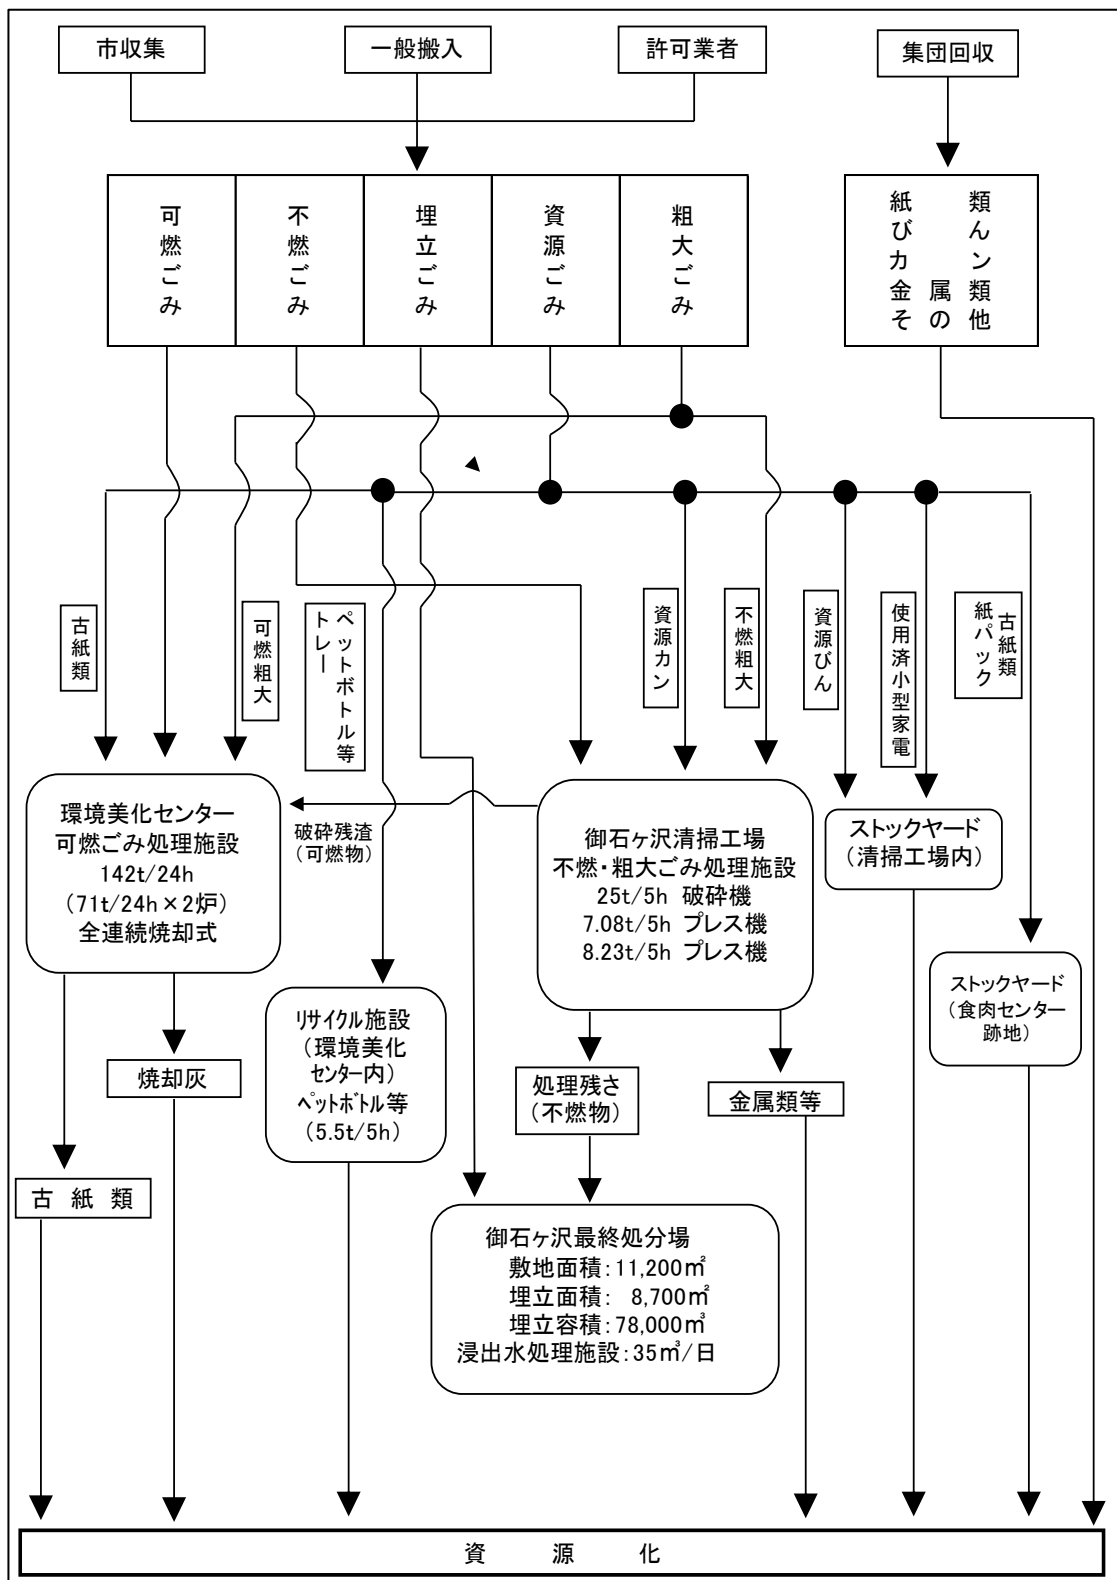 市収集
一般搬入
許可業者
集団回収
可燃ごみ
不燃ごみ
埋立ごみ
資源ごみ
粗大ごみ
紙類
びん
カン
金属類
その他
古紙類
可燃粗大
ペットボトル等
トレー
資源カン
不燃粗大
資源びん
使用済小型家電
古紙類
紙パック
環境美化センター
可燃ごみ処理施設
142t/24h
(71t/24h×2炉)
全連続焼却式
破砕残渣
(可燃物)
御石ヶ沢清掃工場
不燃・粗大ごみ処理施設
25t/5h 破砕機
7.08t/5h プレス機
8.23t/5h プレス機
ストックヤード
(清掃工場内)
ストックヤード
(食肉センター
跡地)
リサイクル施設
(環境美化
センター内)
ペットボトル等
(5.5t/5h)
焼却灰
処理残さ
(不燃物)
金属類等
古紙類
御石ヶ沢最終処分場
敷地面積:11,200㎡
埋立面積: 8,700㎡
埋立容積:78,000㎥
浸出水処理施設:35㎥/日
資源化